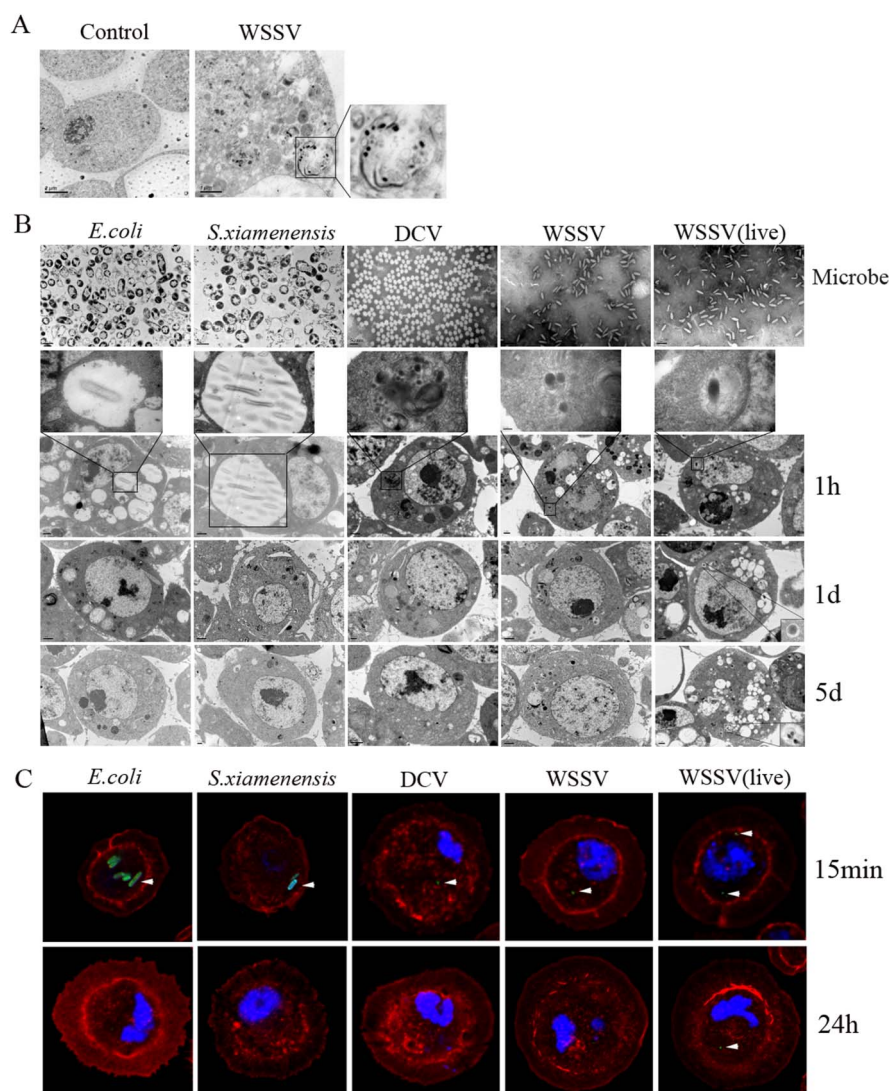 A
Control WSSV
B
E.coli S.xiamenensis DCV WSSV WSSV(live)
Microbe
1h
1d
5d
C
E.coli S.xiamenensis DCV WSSV WSSV(live)
15min
24h